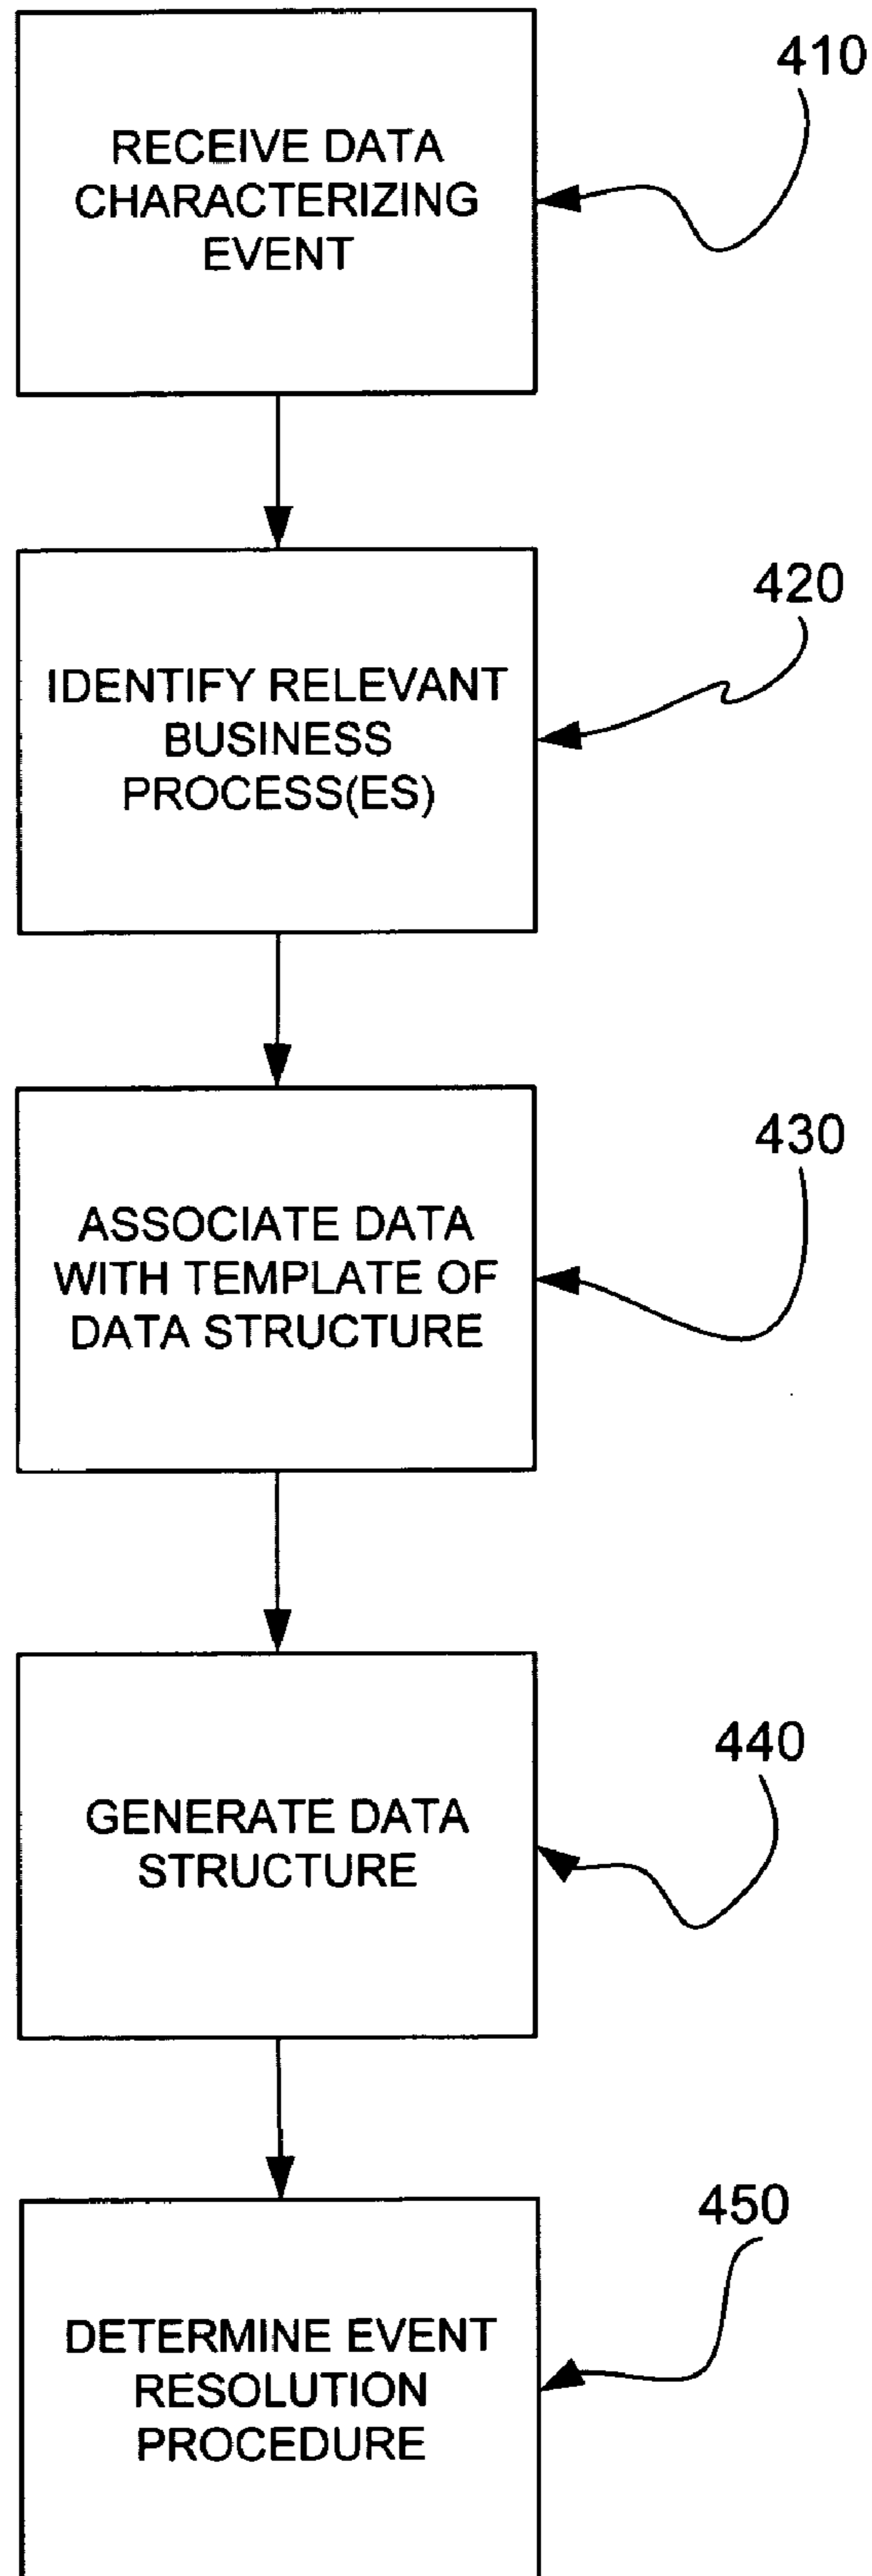 410
RECEIVE DATA
CHARACTERIZING
EVENT
420
IDENTIFY RELEVANT
BUSINESS
PROCESS(ES)
430
ASSOCIATE DATA
WITH TEMPLATE OF
DATA STRUCTURE
440
GENERATE DATA
STRUCTURE
450
DETERMINE EVENT
RESOLUTION
PROCEDURE